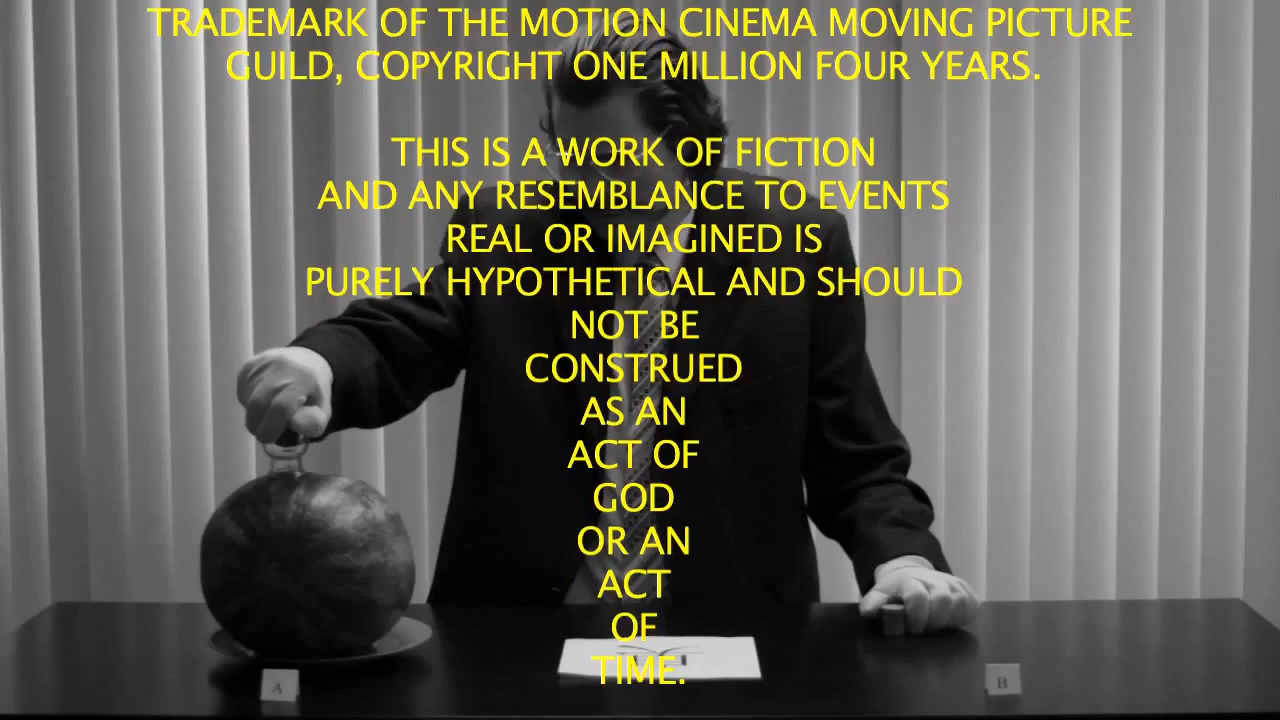 TRADEMARK OF THE MOTION CINEMA MOVING PICTURE
GUILD, COPYRIGHT ONE MILLION FOUR YEARS.
THIS IS A WORK OF FICTION
AND ANY RESEMBLANCE TO EVENTS
REAL OR IMAGINED IS
PURELY HYPOTHETICAL AND SHOULD
NOT BE
CONSTRUED
AS AN
ACT OF
GOD
OR AN
ACT
OF
TIME.
A
B